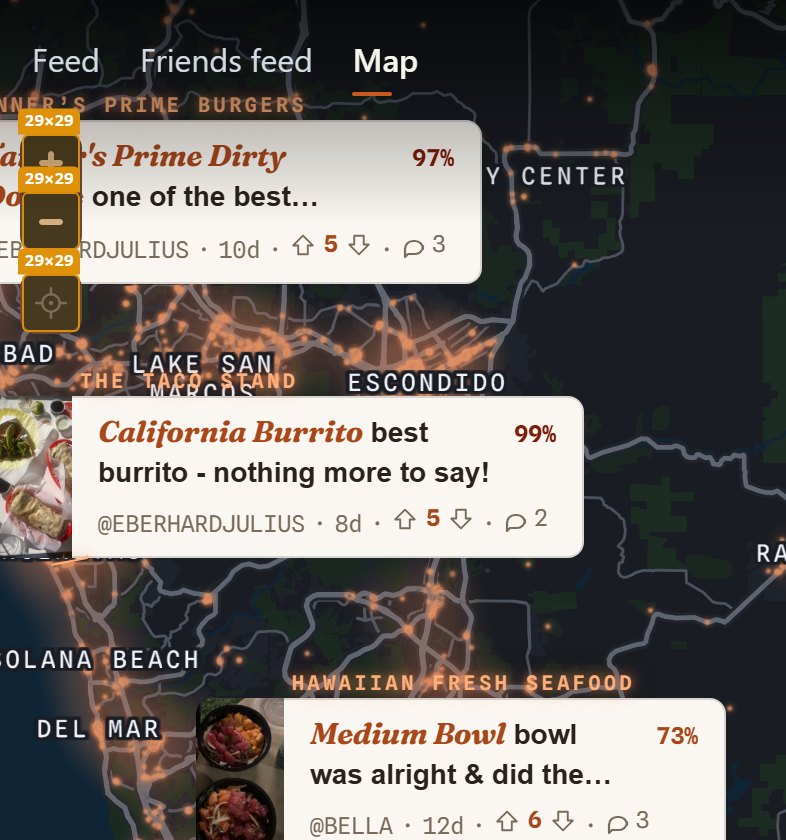 Feed Friends feed Map
NNER'S PRIME BURGERS
29×29
's Prime Dirty 97%
29×29
one of the best...
Y CENTER
RDJULIUS · 10d · 5 · 3
29×29
BAD
LAKE SAN
MARCOS
THE TACO STAND
ESCONDIDO
California Burrito best 99%
burrito - nothing more to say!
@EBERHARDJULIUS · 8d · 5 · 2
RA
SOLANA BEACH
HAWAIIAN FRESH SEAFOOD
DEL MAR
Medium Bowl bowl 73%
was alright & did the...
@BELLA · 12d · 6 · 3